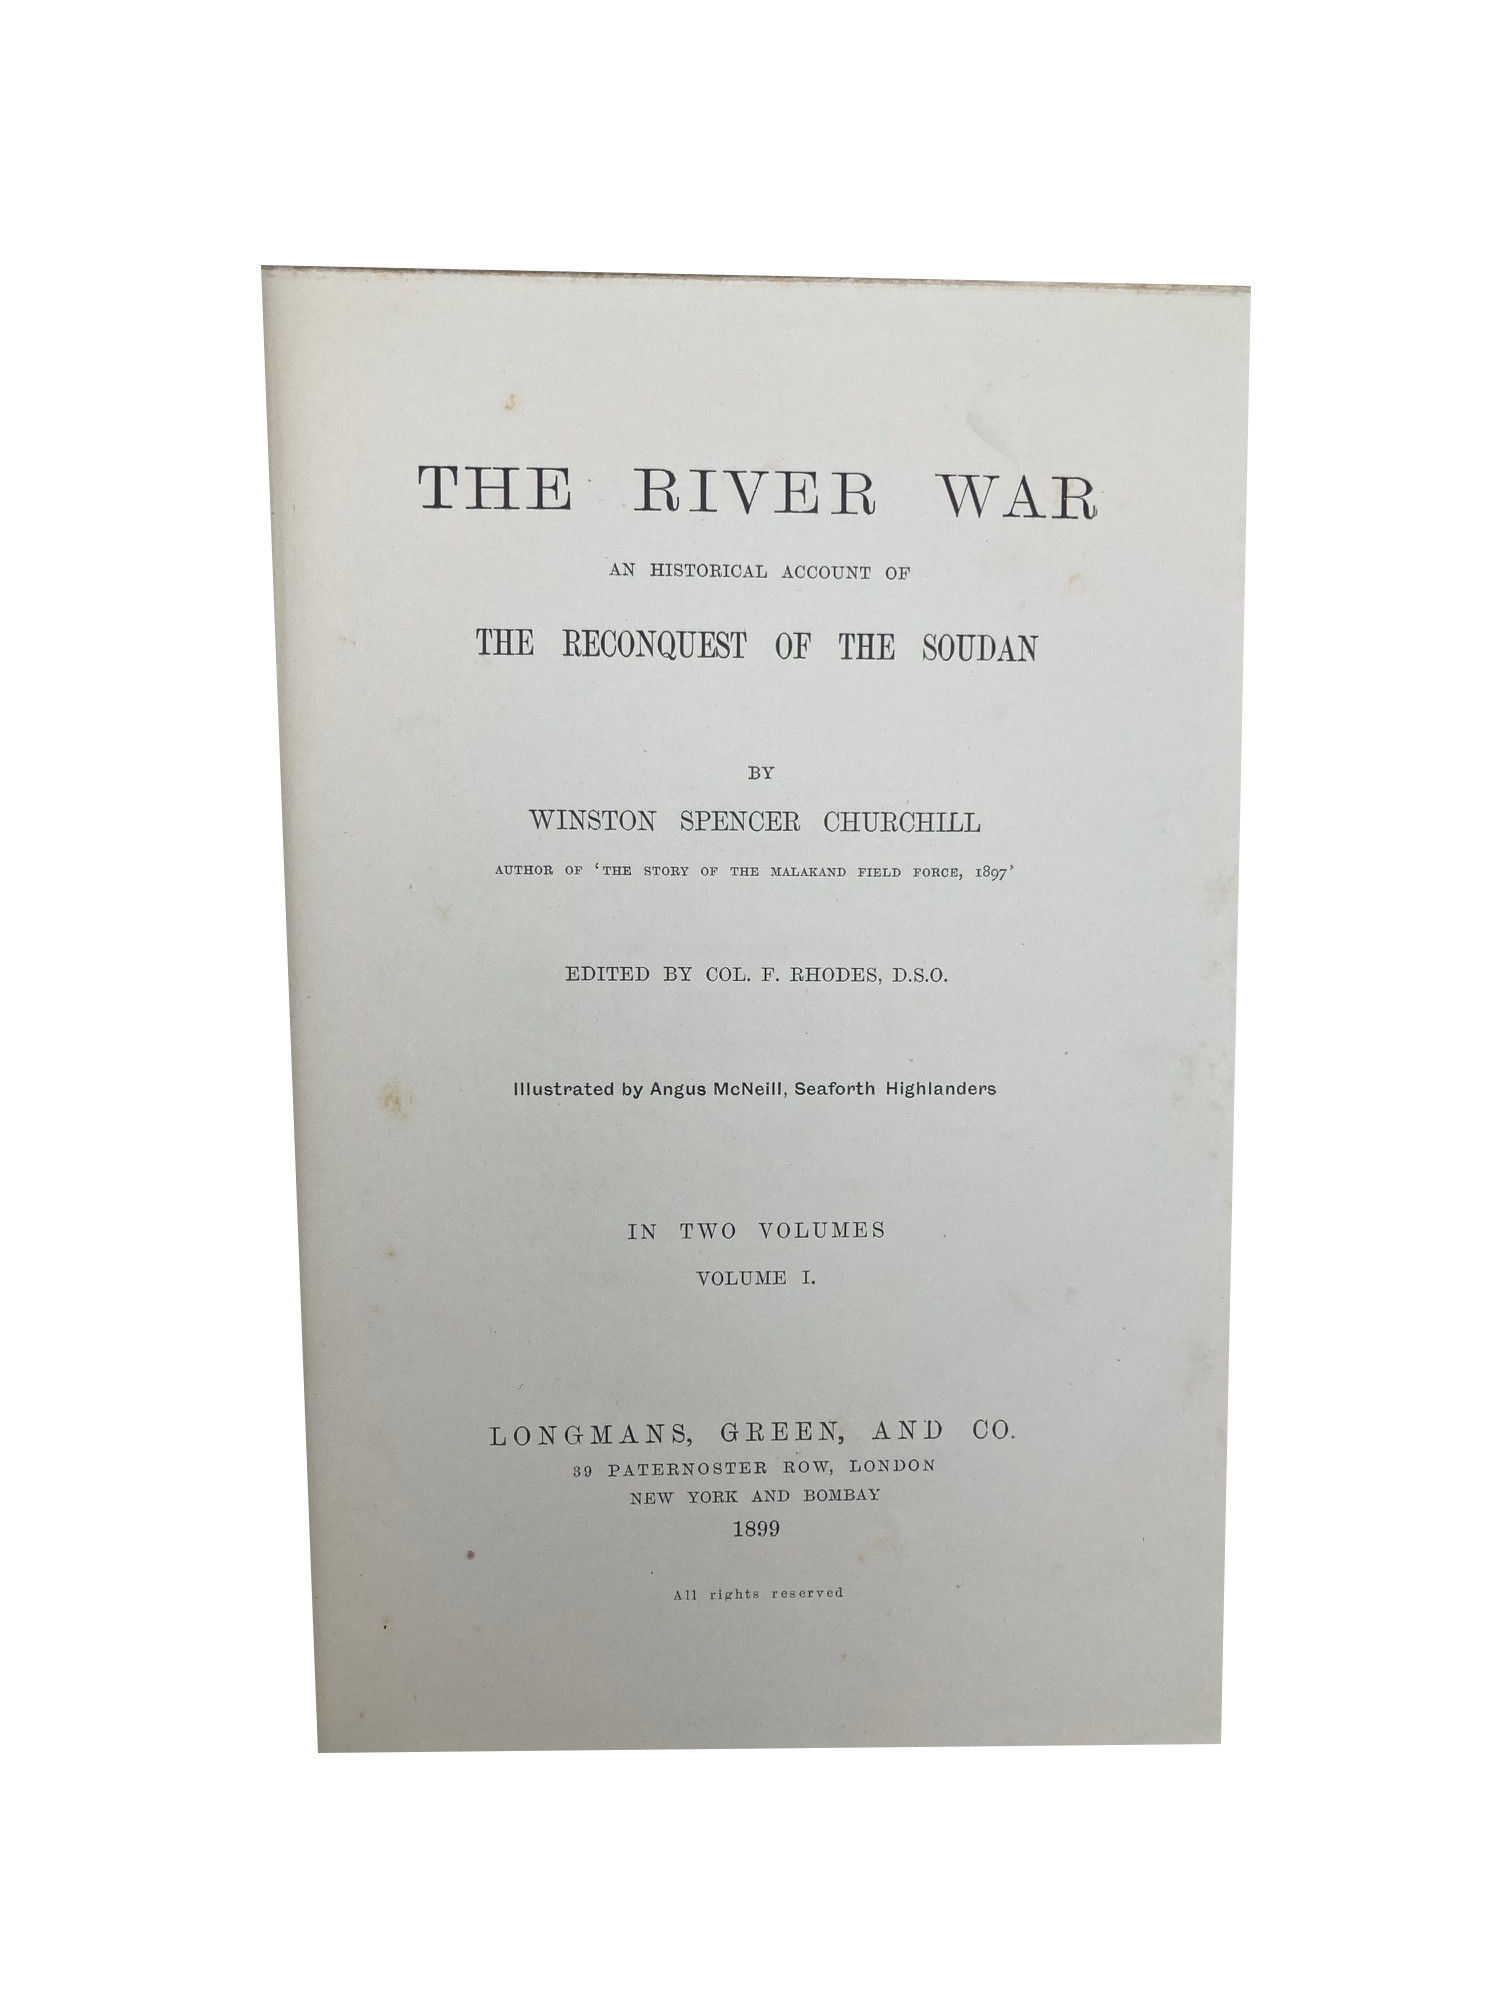 THE RIVER WAR
AN HISTORICAL ACCOUNT OF
THE RECONQUEST OF THE SOUDAN
BY
WINSTON SPENCER CHURCHILL
AUTHOR OF ‘THE STORY OF THE MALAKAND FIELD FORCE, 1897’
EDITED BY COL. F. RHODES, D.S.O.
Illustrated by Angus McNeill, Seaforth Highlanders
IN TWO VOLUMES
VOLUME I.
LONGMANS, GREEN, AND CO.
39 PATERNOSTER ROW, LONDON
NEW YORK AND BOMBAY
1899
All rights reserved